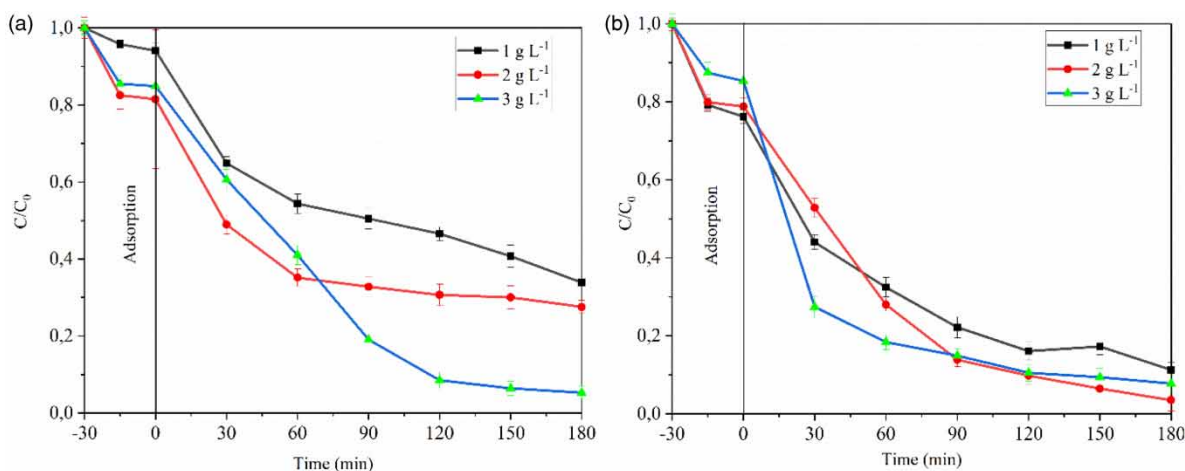 (a)
1,0
0,8
0,6
0,4
0,2
0,0
C/C₀
Adsorption
1 g L⁻¹
2 g L⁻¹
3 g L⁻¹
-30 0 30 60 90 120 150 180
Time (min)
(b)
1,0
0,8
0,6
0,4
0,2
0,0
C/C₀
Adsorption
1 g L⁻¹
2 g L⁻¹
3 g L⁻¹
-30 0 30 60 90 120 150 180
Time (min)